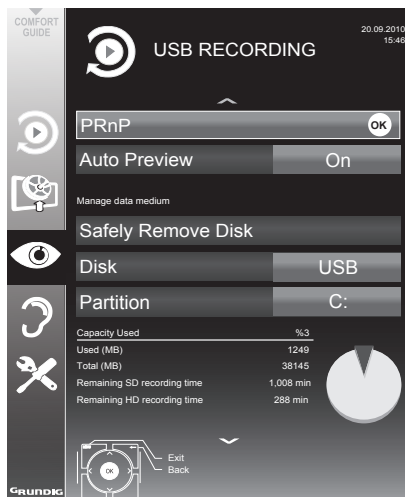 COMFORT
GUIDE
USB RECORDING
20.09.2010
15:46
PRnP OK
Auto Preview On
Manage data medium
Safely Remove Disk
Disk USB
Partition C:
Capacity Used %3
Used (MB) 1249
Total (MB) 38145
Remaining SD recording time 1,008 min
Remaining HD recording time 288 min
Exit
Back
OK
GRUNDIG